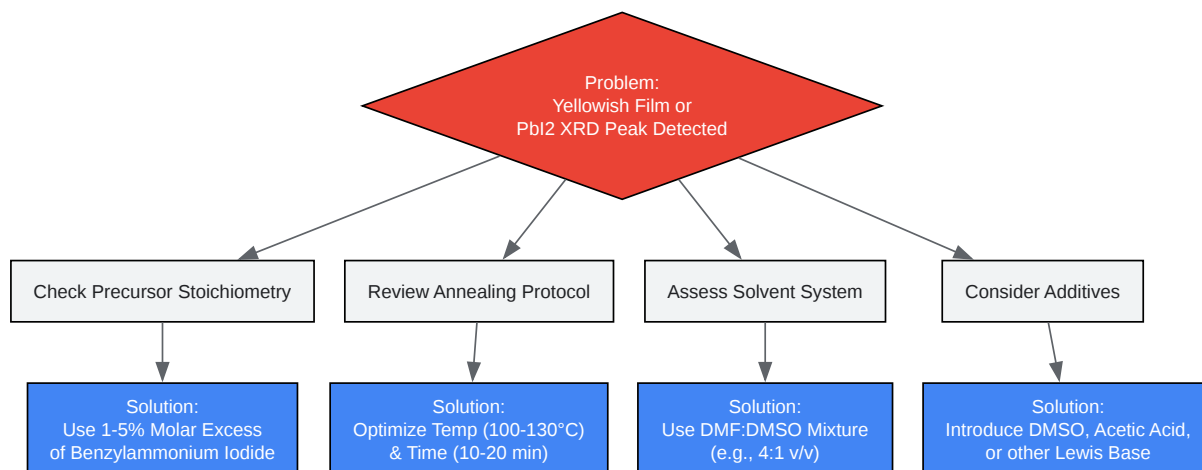 Problem:
Yellowish Film or
PbI2 XRD Peak Detected
Check Precursor Stoichiometry
Review Annealing Protocol
Assess Solvent System
Consider Additives
Solution:
Use 1-5% Molar Excess
of Benzylammonium Iodide
Solution:
Optimize Temp (100-130°C)
& Time (10-20 min)
Solution:
Use DMF:DMSO Mixture
(e.g., 4:1 v/v)
Solution:
Introduce DMSO, Acetic Acid,
or other Lewis Base